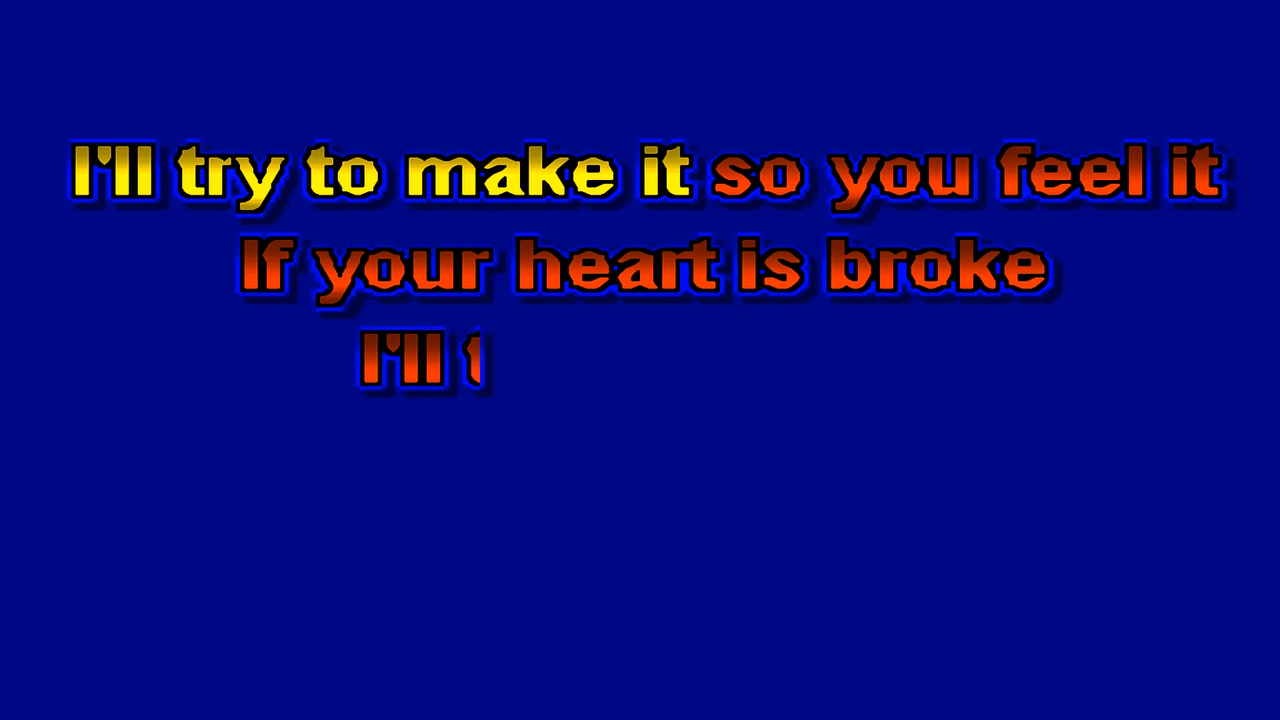 I'll try to make it so you feel it
If your heart is broke
I'll